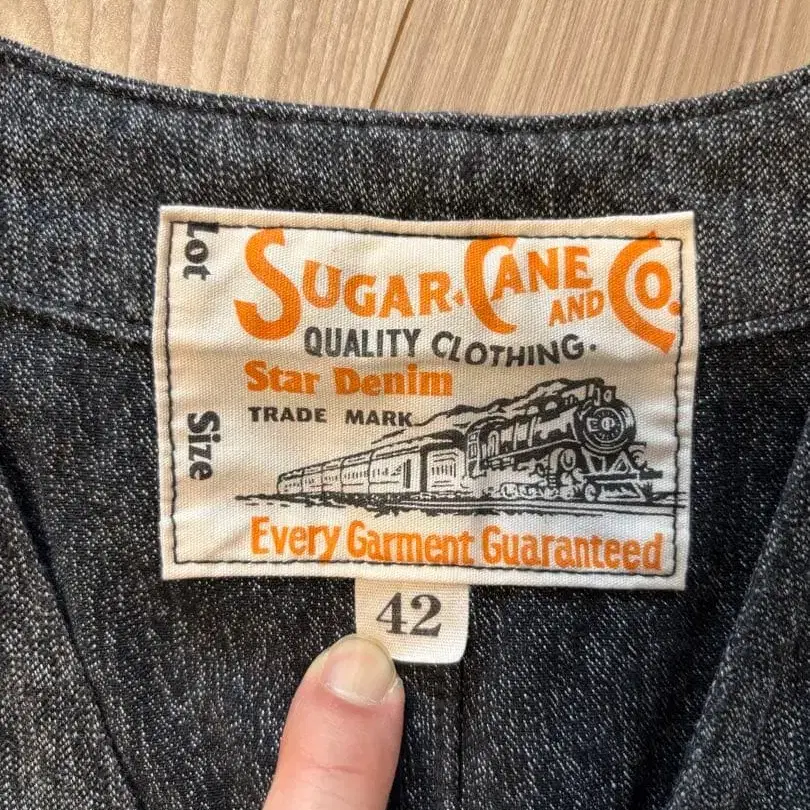 Lot
SUGAR CANE AND CO.
QUALITY CLOTHING.
Star Denim
TRADE MARK
Size
Every Garment Guaranteed
42